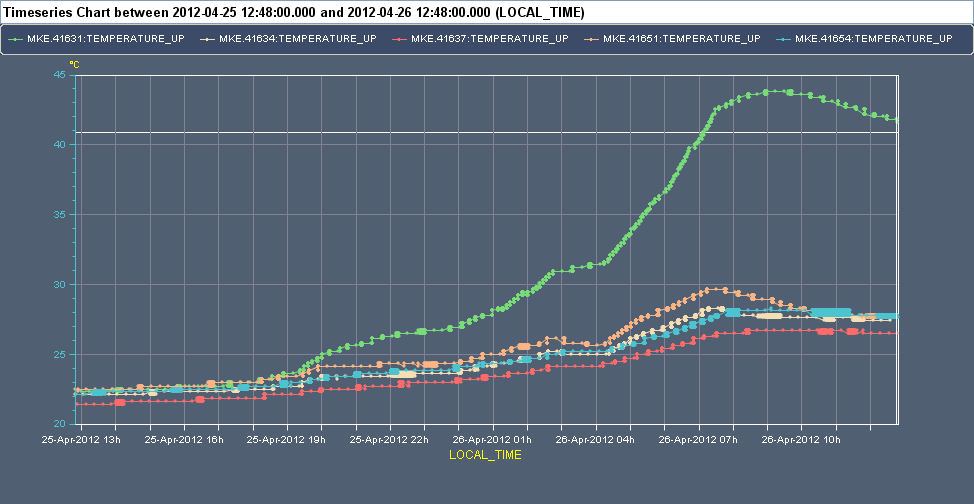 Timeseries Chart between 2012-04-25 12:48:00.000 and 2012-04-26 12:48:00.000 (LOCAL_TIME)
MKE.41631:TEMPERATURE_UP MKE.41634:TEMPERATURE_UP MKE.41637:TEMPERATURE_UP MKE.41651:TEMPERATURE_UP MKE.41654:TEMPERATURE_UP
°C
45
40
35
30
25
20
25-Apr-2012 13h 25-Apr-2012 16h 25-Apr-2012 19h 25-Apr-2012 22h 26-Apr-2012 01h 26-Apr-2012 04h 26-Apr-2012 07h 26-Apr-2012 10h
LOCAL_TIME